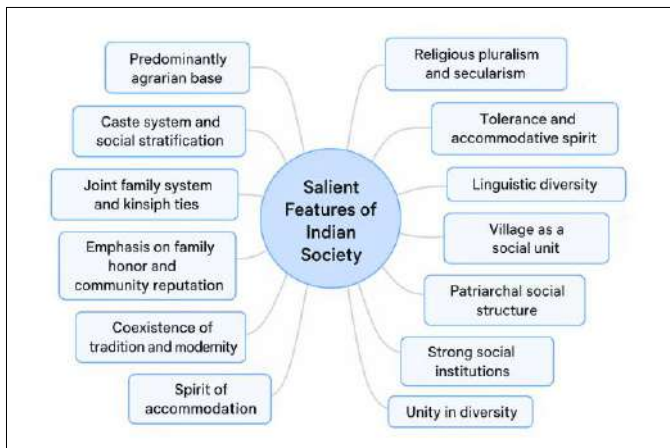 Salient
Features of
Indian
Society
Predominantly
agrarian base
Caste system and
social stratification
Joint family system
and kinsiph ties
Emphasis on family
honor and
community reputation
Coexistence of
tradition and modernity
Spirit of
accommodation
Religious pluralism
and secularism
Tolerance and
accommodative spirit
Linguistic diversity
Village as a
social unit
Patriarchal social
structure
Strong social
institutions
Unity in diversity